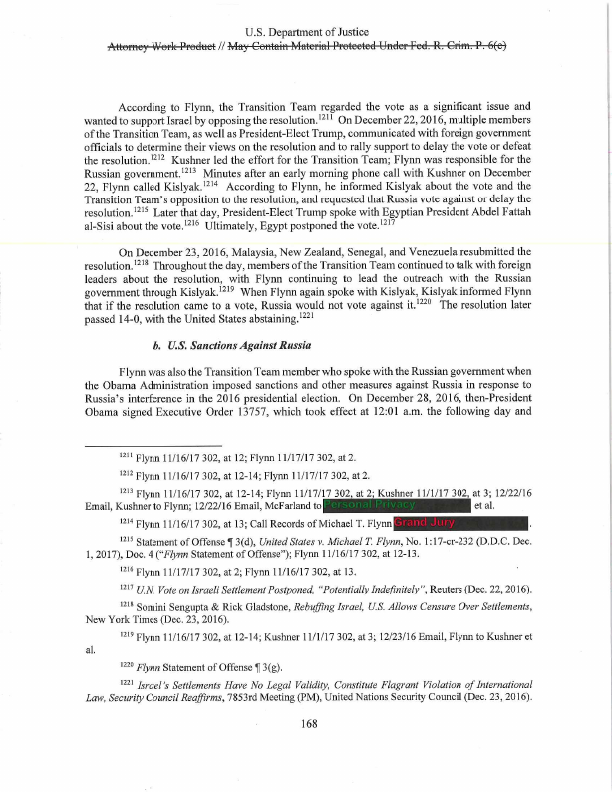 U.S. Department of Justice
Attorney Work Product // May Contain Material Protected Under Fed. R. Crim. P. 6(e)
According to Flynn, the Transition Team regarded the vote as a significant issue and
wanted to support Israel by opposing the resolution.1211 On December 22, 2016, multiple members
of the Transition Team, as well as President-Elect Trump, communicated with foreign government
officials to determine their views on the resolution and to rally support to delay the vote or defeat
the resolution.1212 Kushner led the effort for the Transition Team; Flynn was responsible for the
Russian government.1213 Minutes after an early morning phone call with Kushner on December
22, Flynn called Kislyak.1214 According to Flynn, he informed Kislyak about the vote and the
Transition Team's opposition to the resolution, and requested that Russia vote against or delay the
resolution.1215 Later that day, President-Elect Trump spoke with Egyptian President Abdel Fattah
al-Sisi about the vote.1216 Ultimately, Egypt postponed the vote.1217
On December 23, 2016, Malaysia, New Zealand, Senegal, and Venezuela resubmitted the
resolution.1218 Throughout the day, members of the Transition Team continued to talk with foreign
leaders about the resolution, with Flynn continuing to lead the outreach with the Russian
government through Kislyak.1219 When Flynn again spoke with Kislyak, Kislyak informed Flynn
that if the resolution came to a vote, Russia would not vote against it.1220 The resolution later
passed 14-0, with the United States abstaining.1221
b. U.S. Sanctions Against Russia
Flynn was also the Transition Team member who spoke with the Russian government when
the Obama Administration imposed sanctions and other measures against Russia in response to
Russia's interference in the 2016 presidential election. On December 28, 2016, then-President
Obama signed Executive Order 13757, which took effect at 12:01 a.m. the following day and
1211 Flynn 11/16/17 302, at 12; Flynn 11/17/17 302, at 2.
1212 Flynn 11/16/17 302, at 12-14; Flynn 11/17/17 302, at 2.
1213 Flynn 11/16/17 302, at 12-14; Flynn 11/17/17 302, at 2; Kushner 11/1/17 302, at 3; 12/22/16
Email, Kushner to Flynn; 12/22/16 Email, McFarland to Personal Privacy et al.
1214 Flynn 11/16/17 302, at 13; Call Records of Michael T. Flynn Grand Jury .
1215 Statement of Offense ¶ 3(d), United States v. Michael T. Flynn, No. 1:17-cr-232 (D.D.C. Dec.
1, 2017), Doc. 4 ("Flynn Statement of Offense"); Flynn 11/16/17 302, at 12-13.
1216 Flynn 11/17/17 302, at 2; Flynn 11/16/17 302, at 13.
1217 U.N. Vote on Israeli Settlement Postponed, "Potentially Indefinitely", Reuters (Dec. 22, 2016).
1218 Somini Sengupta & Rick Gladstone, Rebuffing Israel, U.S. Allows Censure Over Settlements,
New York Times (Dec. 23, 2016).
1219 Flynn 11/16/17 302, at 12-14; Kushner 11/1/17 302, at 3; 12/23/16 Email, Flynn to Kushner et
al.
1220 Flynn Statement of Offense ¶ 3(g).
1221 Israel's Settlements Have No Legal Validity, Constitute Flagrant Violation of International
Law, Security Council Reaffirms, 7853rd Meeting (PM), United Nations Security Council (Dec. 23, 2016).
168